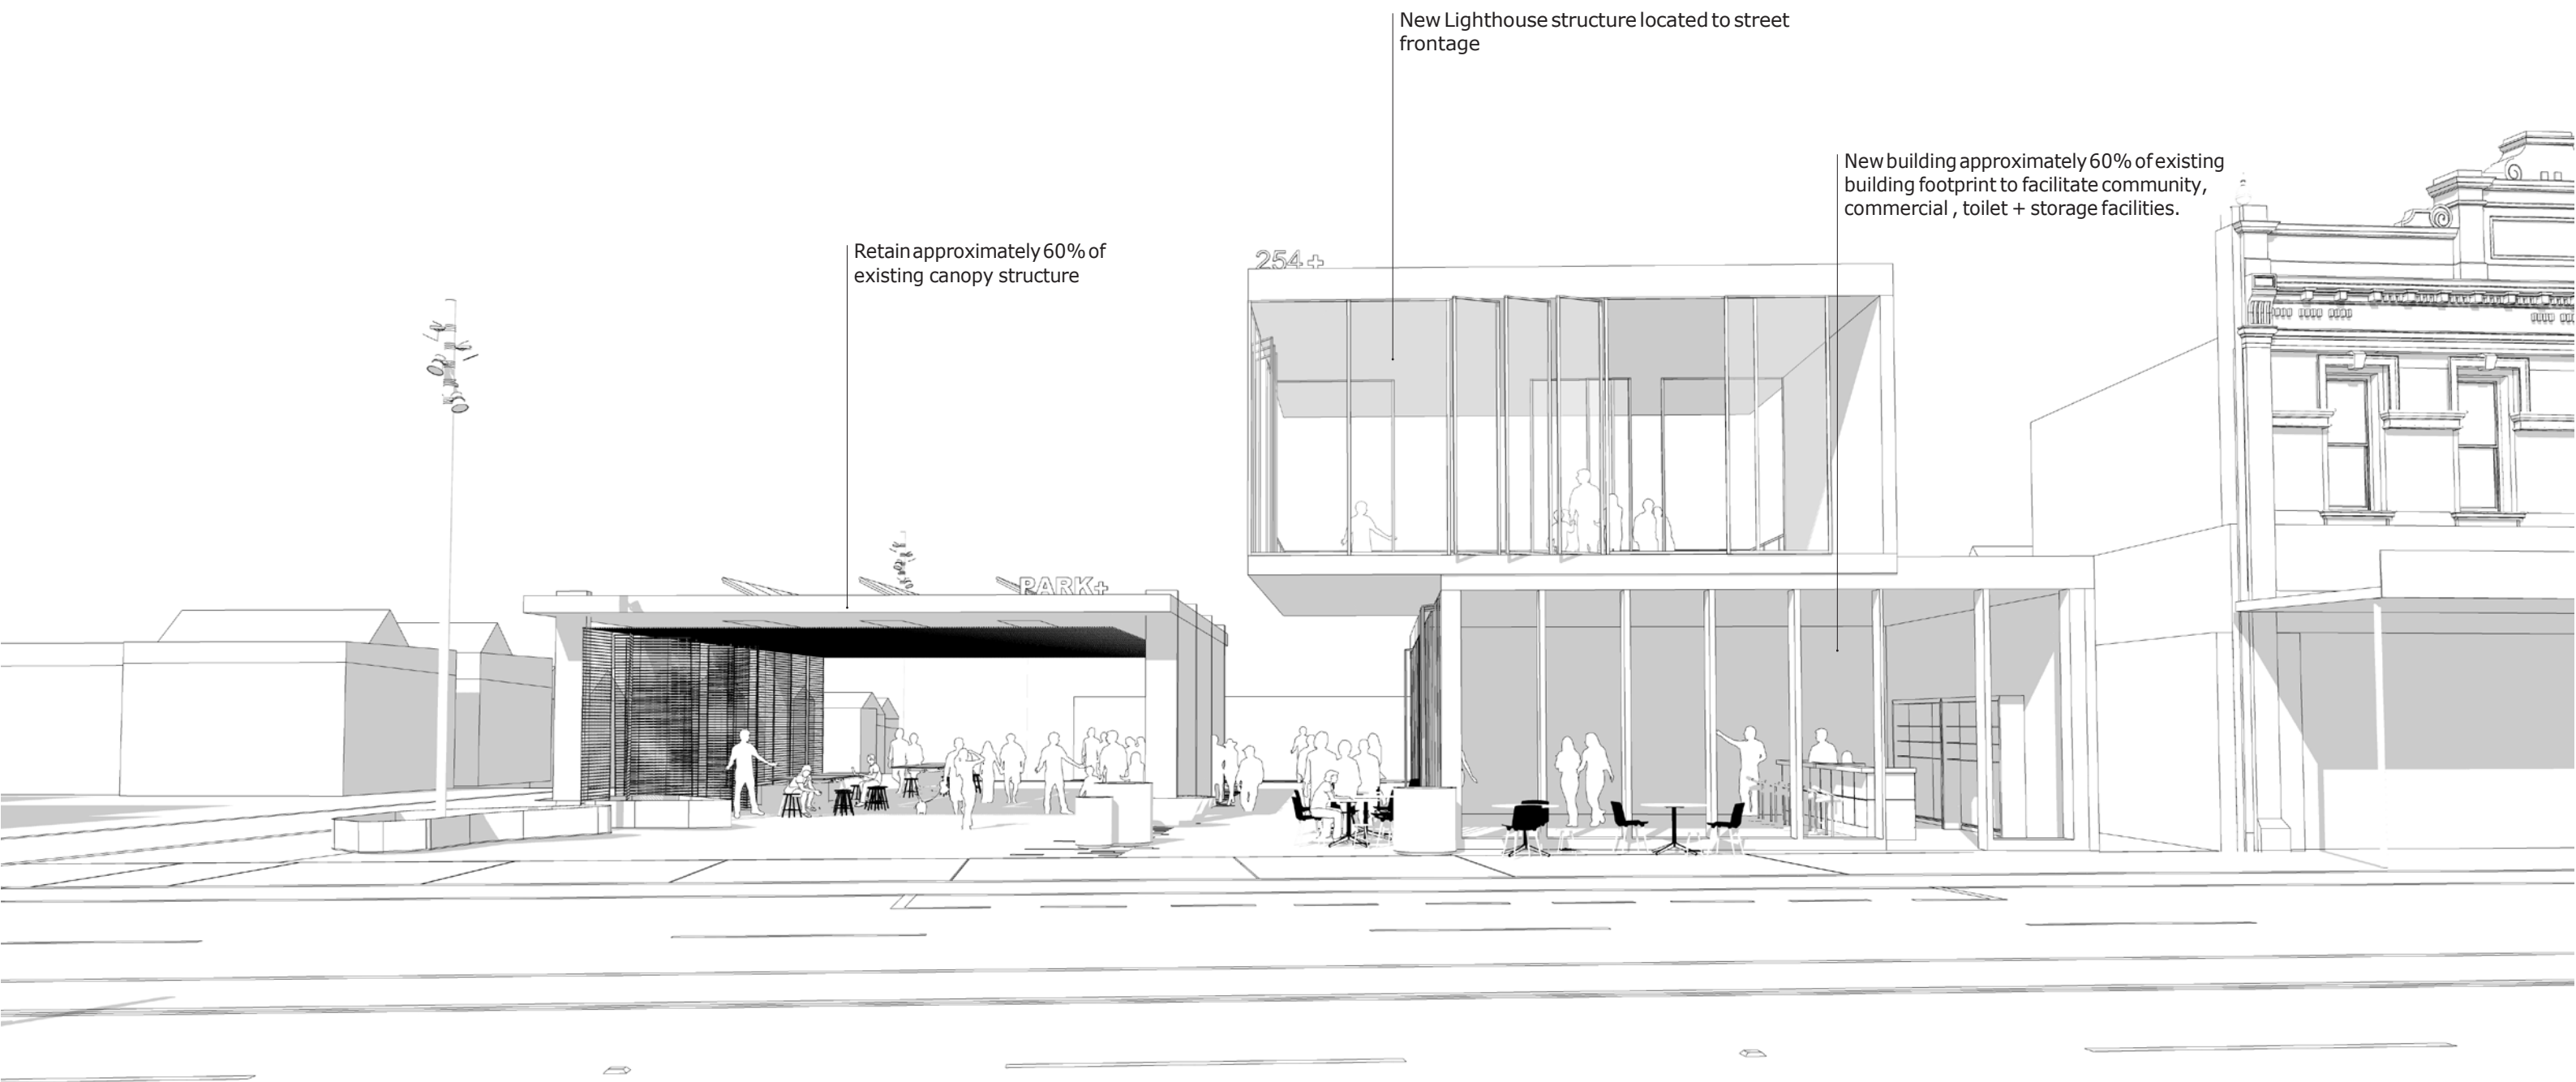 New Lighthouse structure located to street
frontage
New building approximately 60% of existing
building footprint to facilitate community,
commercial , toilet + storage facilities.
Retain approximately 60% of
existing canopy structure
254+
PARK+